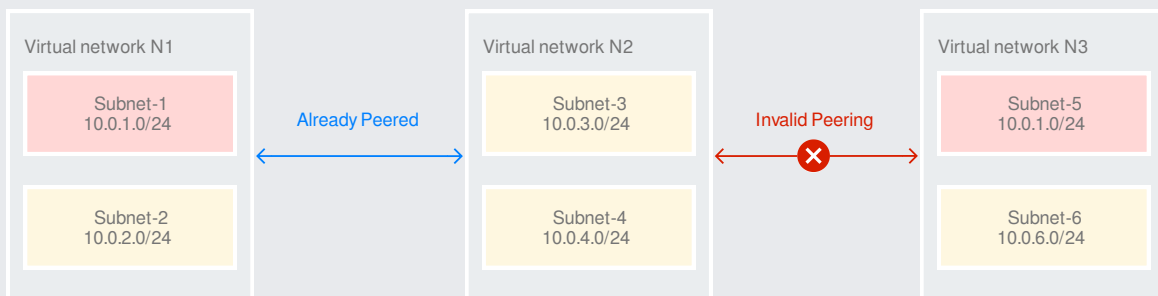 Virtual network N1
Subnet-1
10.0.1.0/24
Subnet-2
10.0.2.0/24
Already Peered
Virtual network N2
Subnet-3
10.0.3.0/24
Subnet-4
10.0.4.0/24
Invalid Peering
Virtual network N3
Subnet-5
10.0.1.0/24
Subnet-6
10.0.6.0/24